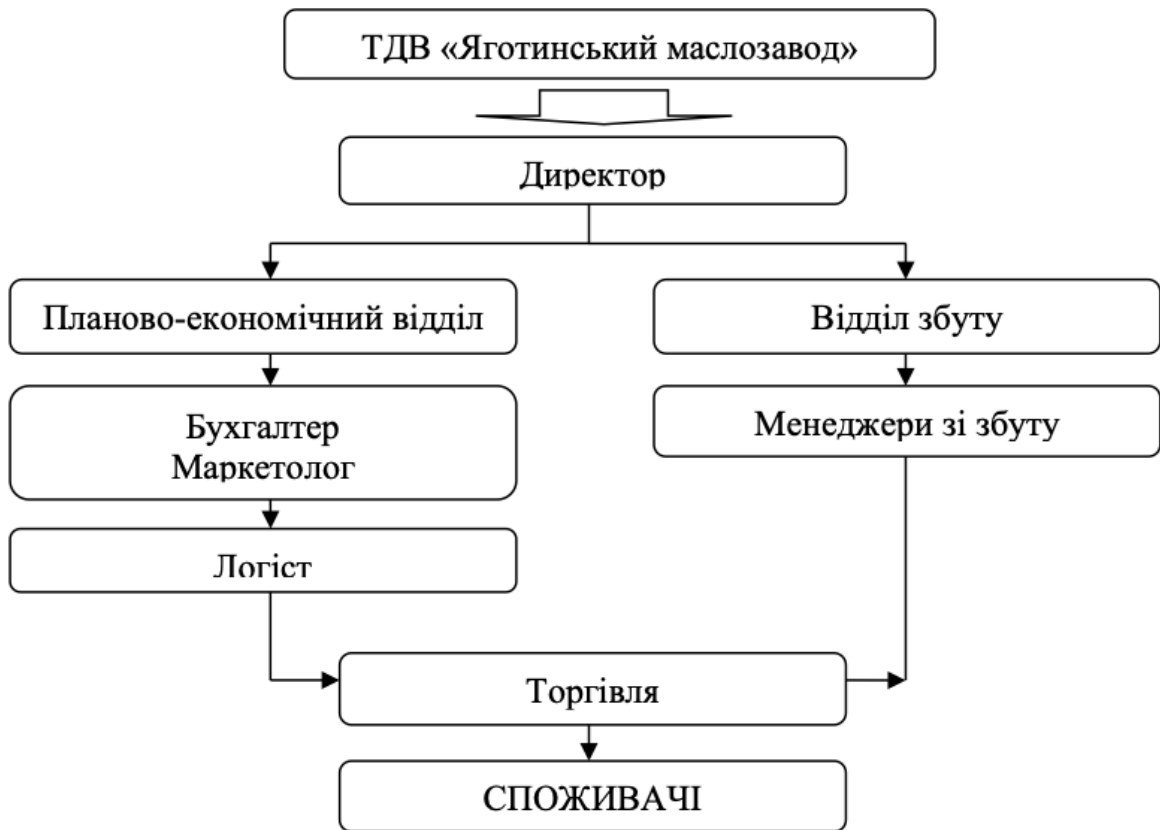 ТДВ «Яготинський маслозавод»
Директор
Планово-економічний відділ
Відділ збуту
Бухгалтер
Маркетолог
Менеджери зі збуту
Логіст
Торгівля
СПОЖИВАЧІ